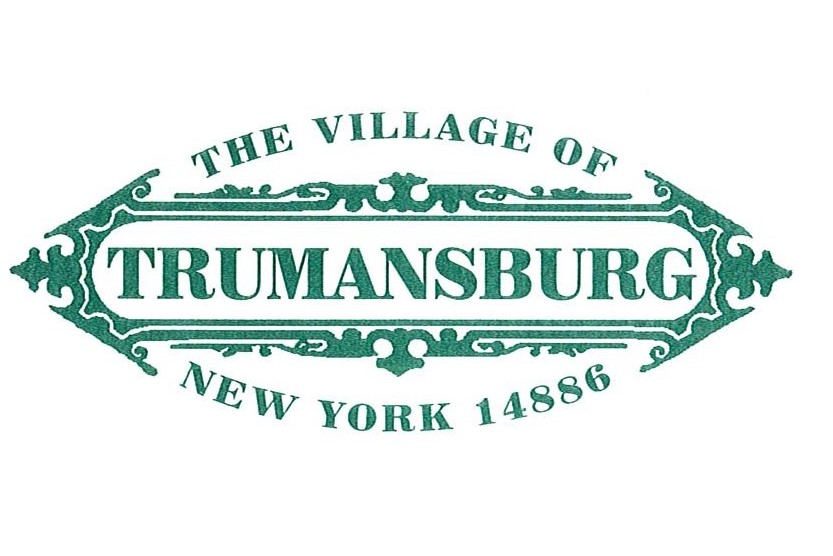 THE VILLAGE OF
TRUMANSBURG
NEW YORK 14886